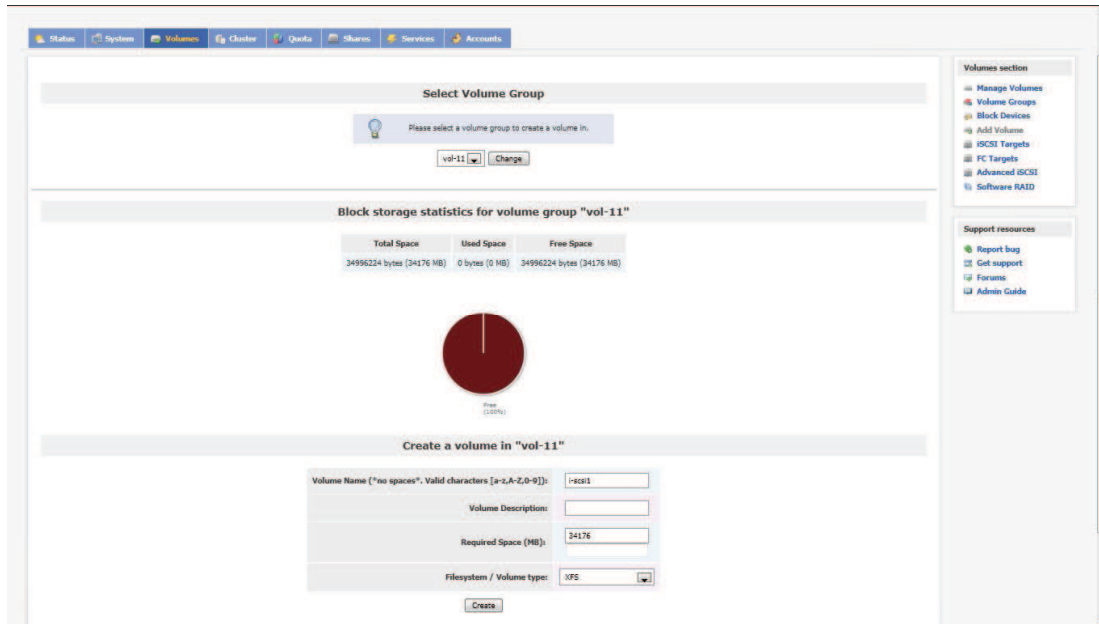 Status System Volumes Cluster Quota Shares Services Accounts
Select Volume Group
Please select a volume group to create a volume in.
vol-11 Change
Block storage statistics for volume group "vol-11"
Total Space Used Space Free Space
34996224 bytes (34176 MB) 0 bytes (0 MB) 34996224 bytes (34176 MB)
Free
(100%)
Create a volume in "vol-11"
Volume Name (*no spaces*. Valid characters [a-z,A-Z,0-9]): i-scsi1
Volume Description:
Required Space (MB): 34176
Filesystem / Volume type: XFS
Create
Volumes section
Manage Volumes
Volume Groups
Block Devices
Add Volume
iSCSI Targets
FC Targets
Advanced iSCSI
Software RAID
Support resources
Report bug
Get support
Forums
Admin Guide